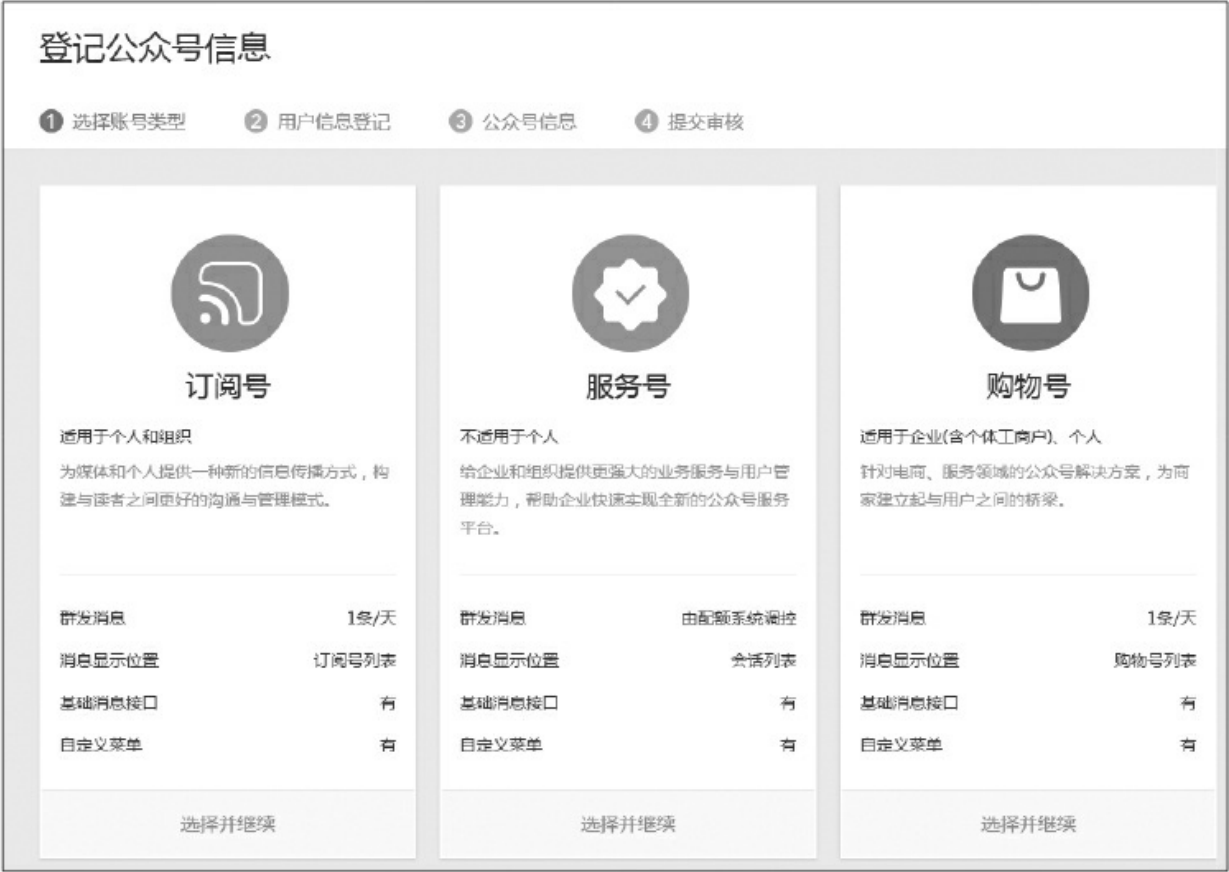 登记公众号信息
1 选择账号类型 2 用户信息登记 3 公众号信息 4 提交审核
订阅号
适用于个人和组织
为媒体和个人提供一种新的信息传播方式，构
建与读者之间更好的沟通与管理模式。
群发消息 1条/天
消息显示位置 订阅号列表
基础消息接口 有
自定义菜单 有
选择并继续
服务号
不适用于个人
给企业和组织提供更强大的业务服务与用户管
理能力，帮助企业快速实现全新的公众号服务
平台。
群发消息 由配额系统调控
消息显示位置 会话列表
基础消息接口 有
自定义菜单 有
选择并继续
购物号
适用于企业(含个体工商户)、个人
针对电商、服务领域的公众号解决方案，为商
家建立起与用户之间的桥梁。
群发消息 1条/天
消息显示位置 购物号列表
基础消息接口 有
自定义菜单 有
选择并继续